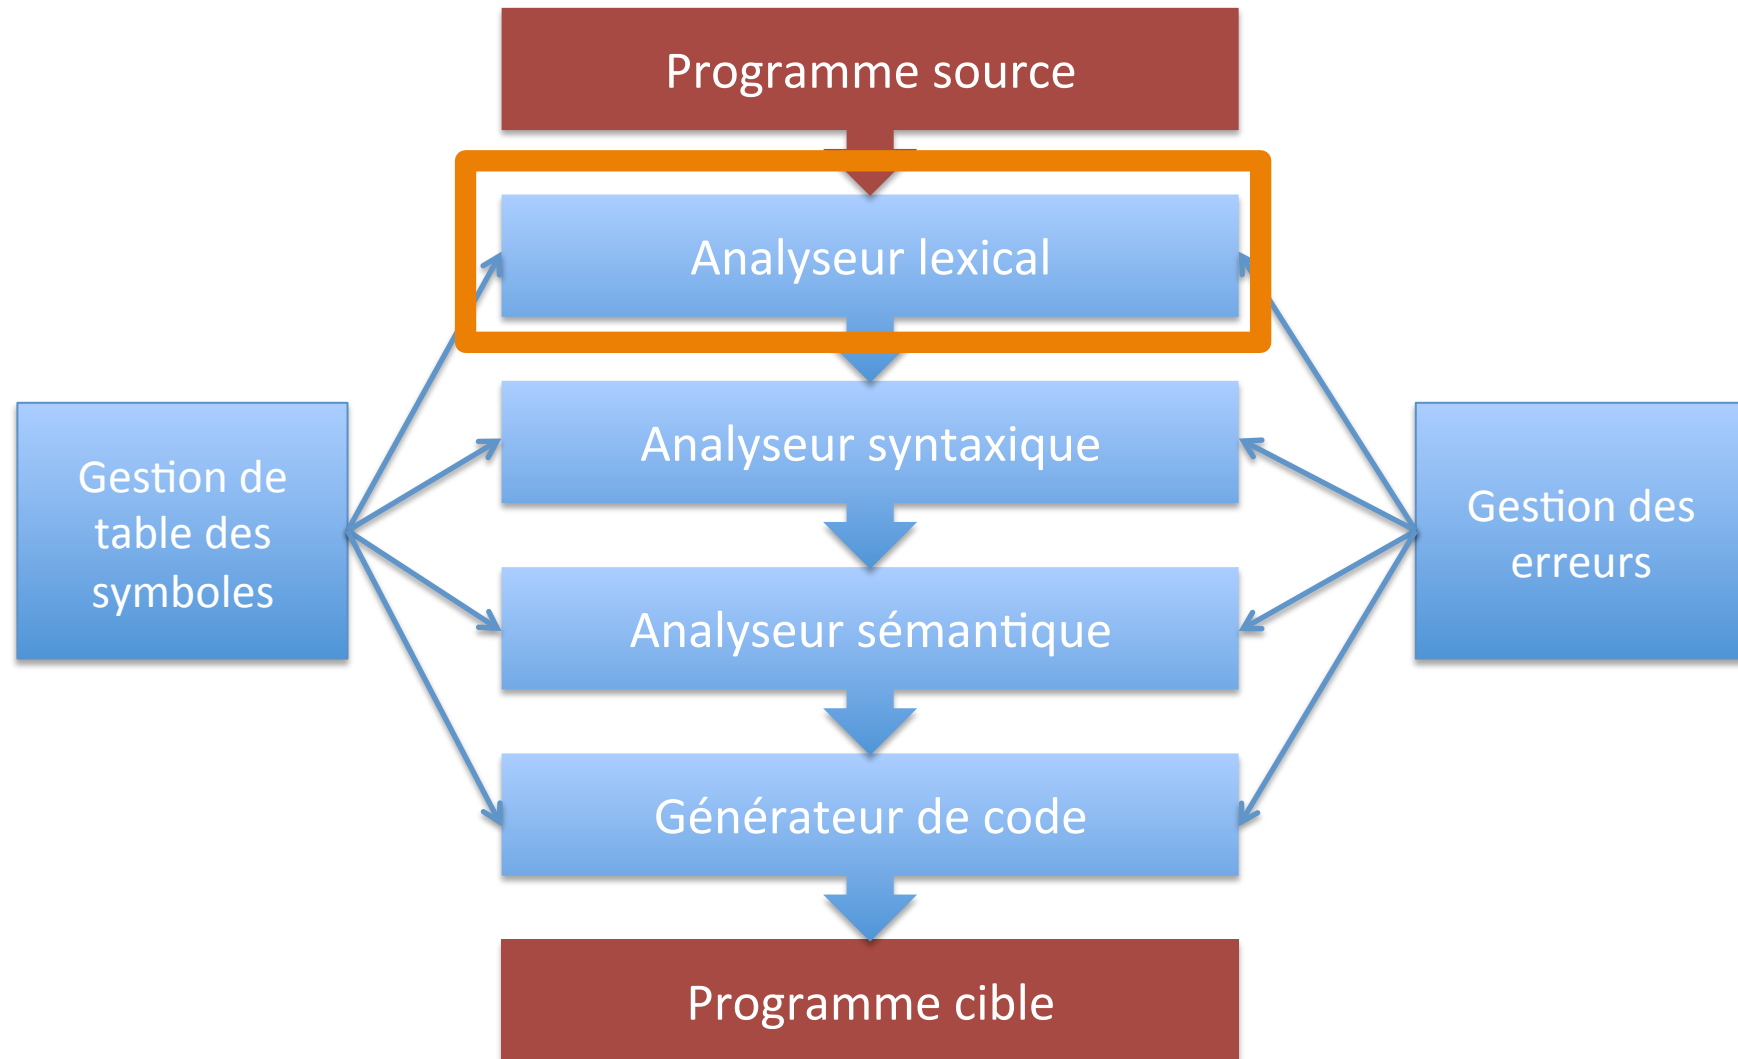 Programme source
Analyseur lexical
Analyseur syntaxique
Gestion de
table des
symboles
Gestion des
erreurs
Analyseur sémantique
Générateur de code
Programme cible